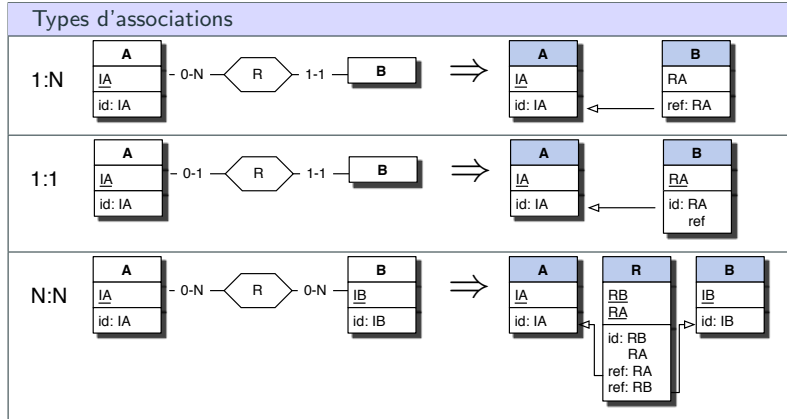 Types d'associations
1:N
A
IA
id: IA
0-N
R
1-1
B
⇒
A
IA
id: IA
B
RA
ref: RA
1:1
A
IA
id: IA
0-1
R
1-1
B
⇒
A
IA
id: IA
B
RA
id: RA
ref
N:N
A
IA
id: IA
0-N
R
0-N
B
IB
id: IB
⇒
A
IA
id: IA
R
RB
RA
id: RB
RA
ref: RA
ref: RB
B
IB
id: IB